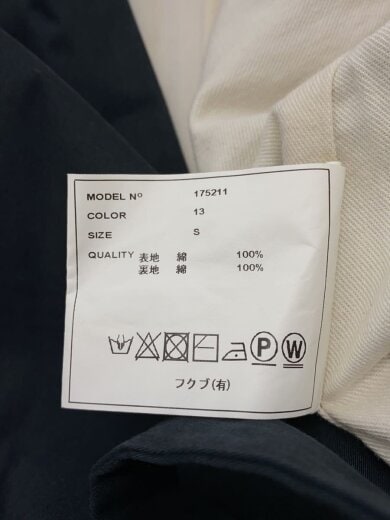 MODEL Nº 175211
COLOR 13
SIZE S
QUALITY 表地 綿 100%
裏地 綿 100%
P W
フクブ(有)